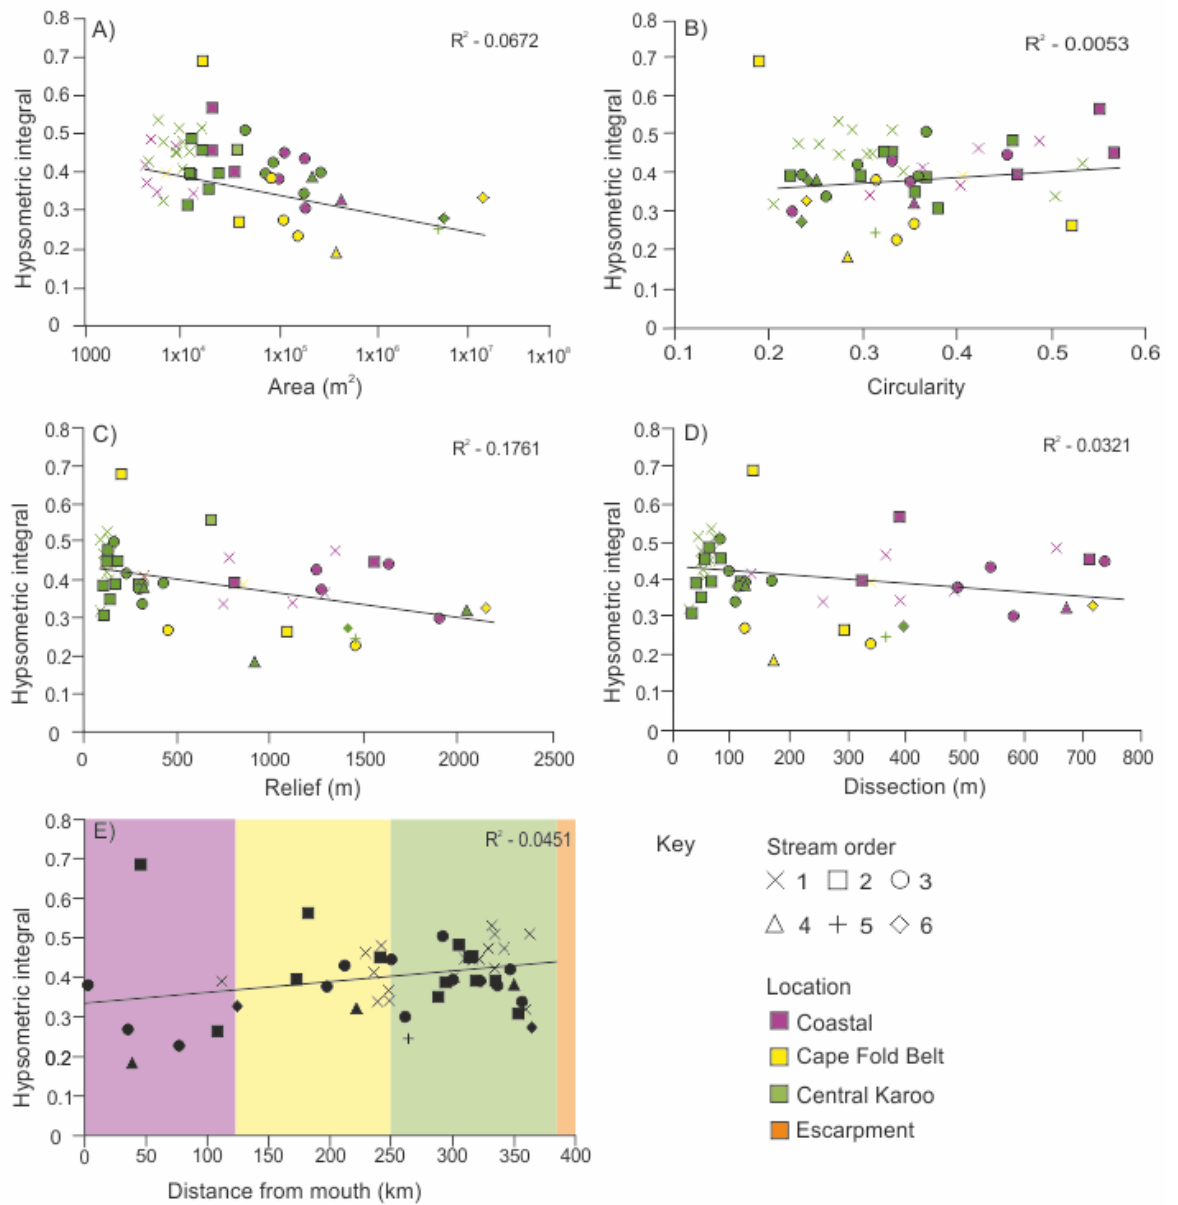 A)
R² - 0.0672
0.8
0.7
0.6
0.5
0.4
0.3
0.2
0.1
0
Hypsometric integral
1000 1x10⁴ 1x10⁵ 1x10⁶ 1x10⁷ 1x10⁸
Area (m²)
B)
R² - 0.0053
0.8
0.7
0.6
0.5
0.4
0.3
0.2
0.1
0
Hypsometric integral
0.1 0.2 0.3 0.4 0.5 0.6
Circularity
C)
R² - 0.1761
0.8
0.7
0.6
0.5
0.4
0.3
0.2
0.1
0
Hypsometric integral
0 500 1000 1500 2000 2500
Relief (m)
D)
R² - 0.0321
0.8
0.7
0.6
0.5
0.4
0.3
0.2
0.1
0
Hypsometric integral
0 100 200 300 400 500 600 700 800
Dissection (m)
E)
R² - 0.0451
0.8
0.7
0.6
0.5
0.4
0.3
0.2
0.1
0
Hypsometric integral
0 50 100 150 200 250 300 350 400
Distance from mouth (km)
Key
Stream order
1 2 3
4 5 6
Location
Coastal
Cape Fold Belt
Central Karoo
Escarpment